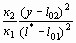 κ₂ (y − l₀₂)²
κ₁ (l* − l₀₁)²